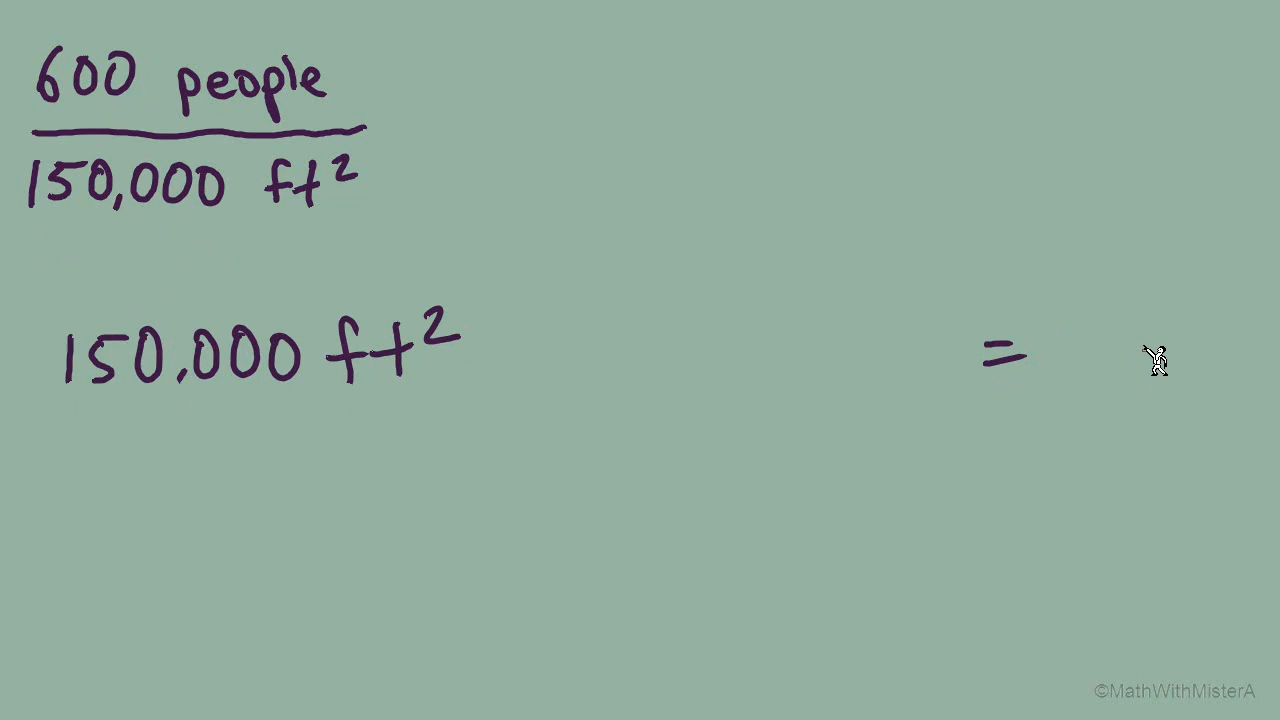 600 people
150,000 ft²
150,000 ft² =
©MathWithMisterA